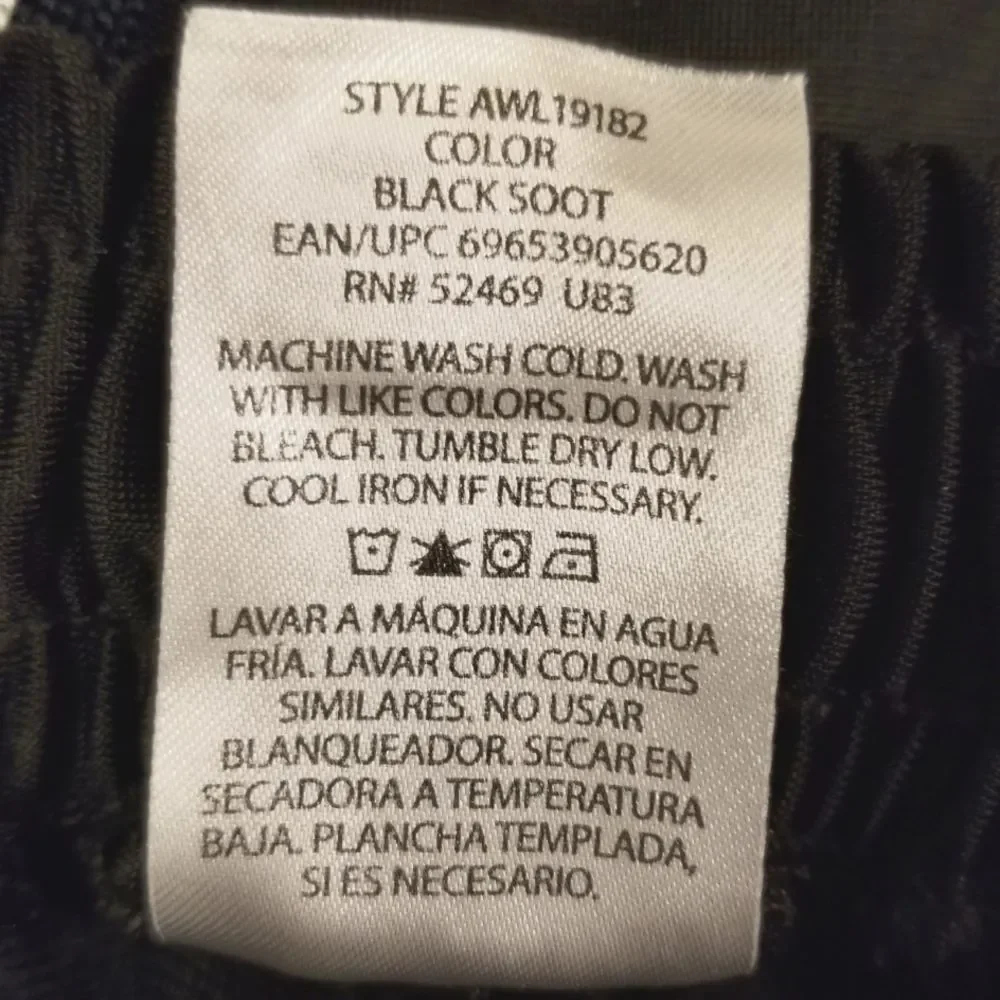 STYLE AWL19182
COLOR
BLACK SOOT
EAN/UPC 69653905620
RN# 52469 U83
MACHINE WASH COLD. WASH
WITH LIKE COLORS. DO NOT
BLEACH. TUMBLE DRY LOW.
COOL IRON IF NECESSARY.
LAVAR A MÁQUINA EN AGUA
FRÍA. LAVAR CON COLORES
SIMILARES. NO USAR
BLANQUEADOR. SECAR EN
SECADORA A TEMPERATURA
BAJA. PLANCHA TEMPLADA,
SI ES NECESARIO.